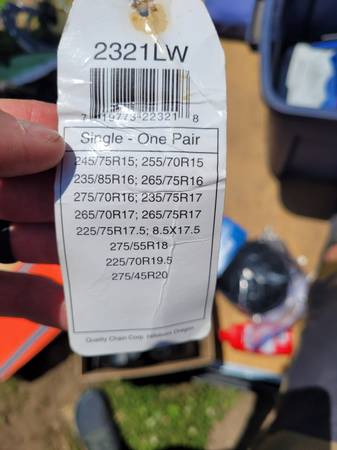 2321LW
7 19773-22321 8
Single - One Pair
245/75R15; 255/70R15
235/85R16; 265/75R16
275/70R16; 235/75R17
265/70R17; 265/75R17
225/75R17.5; 8.5X17.5
275/55R18
225/70R19.5
275/45R20
Quality Chain Corp. Hillsboro, Oregon